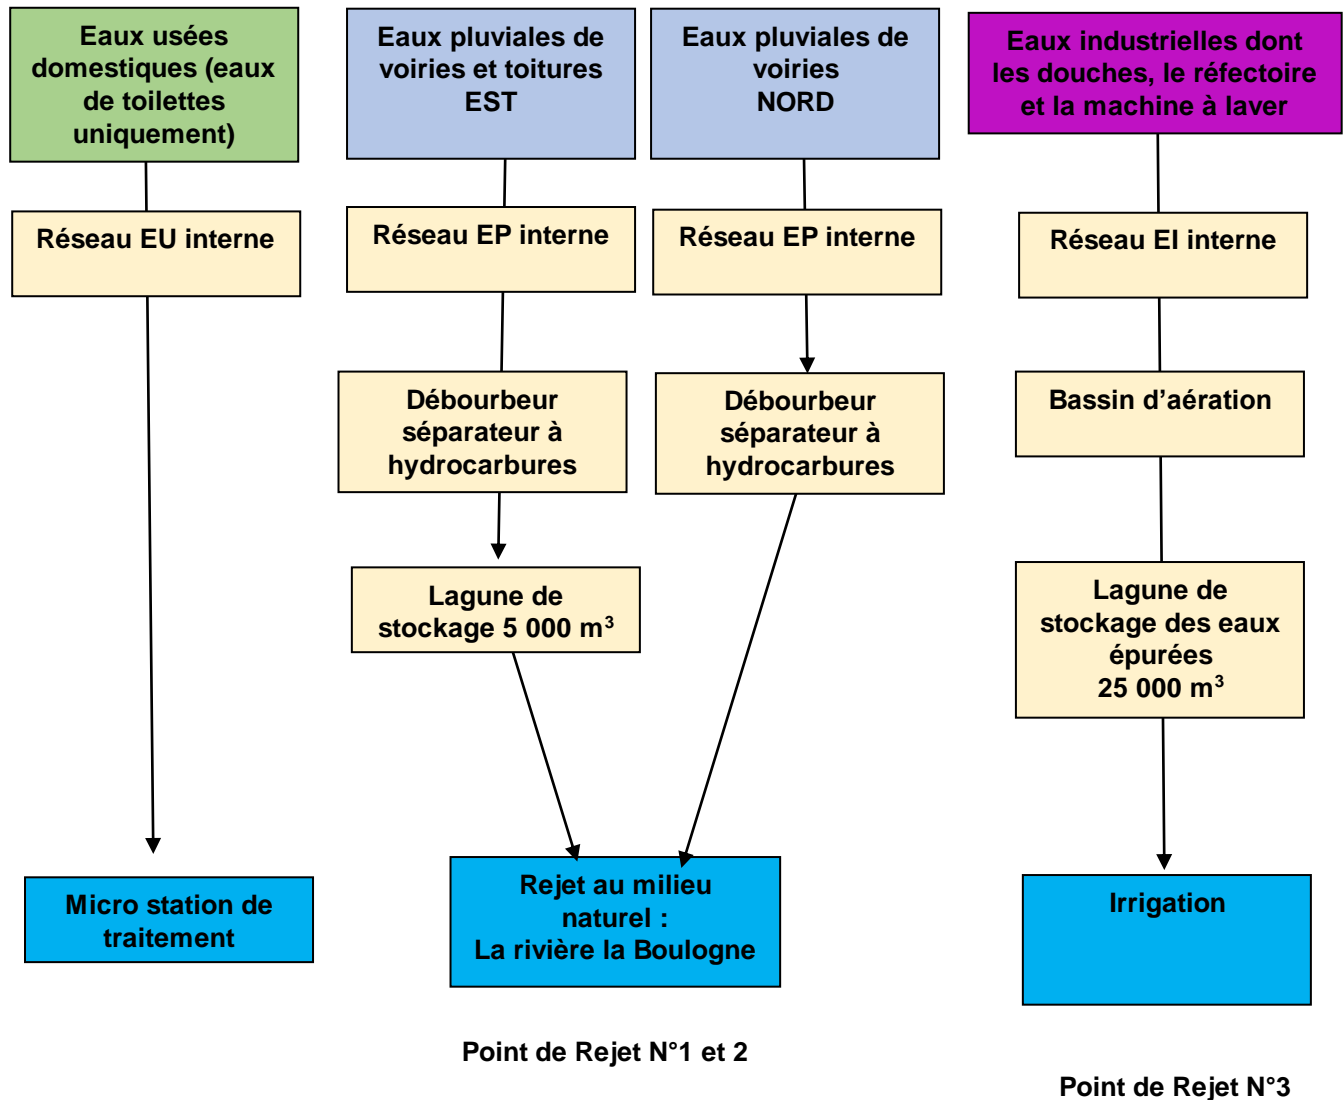 Eaux usées
domestiques (eaux
de toilettes
uniquement)
Eaux pluviales de
voiries et toitures
EST
Eaux pluviales de
voiries
NORD
Eaux industrielles dont
les douches, le réfectoire
et la machine à laver
Réseau EU interne
Réseau EP interne
Réseau EP interne
Réseau EI interne
Débourbeur
séparateur à
hydrocarbures
Débourbeur
séparateur à
hydrocarbures
Bassin d’aération
Lagune de
stockage 5 000 m³
Lagune de
stockage des eaux
épurées
25 000 m³
Micro station de
traitement
Rejet au milieu
naturel :
La rivière la Boulogne
Irrigation
Point de Rejet N°1 et 2
Point de Rejet N°3